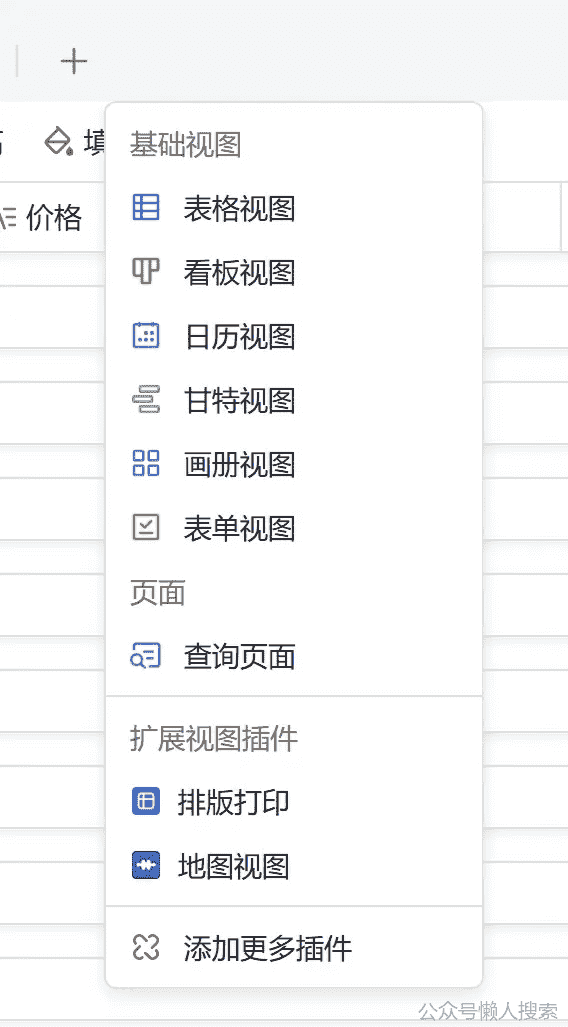 基础视图
填
价格
表格视图
看板视图
日历视图
甘特视图
画册视图
表单视图
页面
查询页面
扩展视图插件
排版打印
地图视图
添加更多插件
公众号懒人搜索